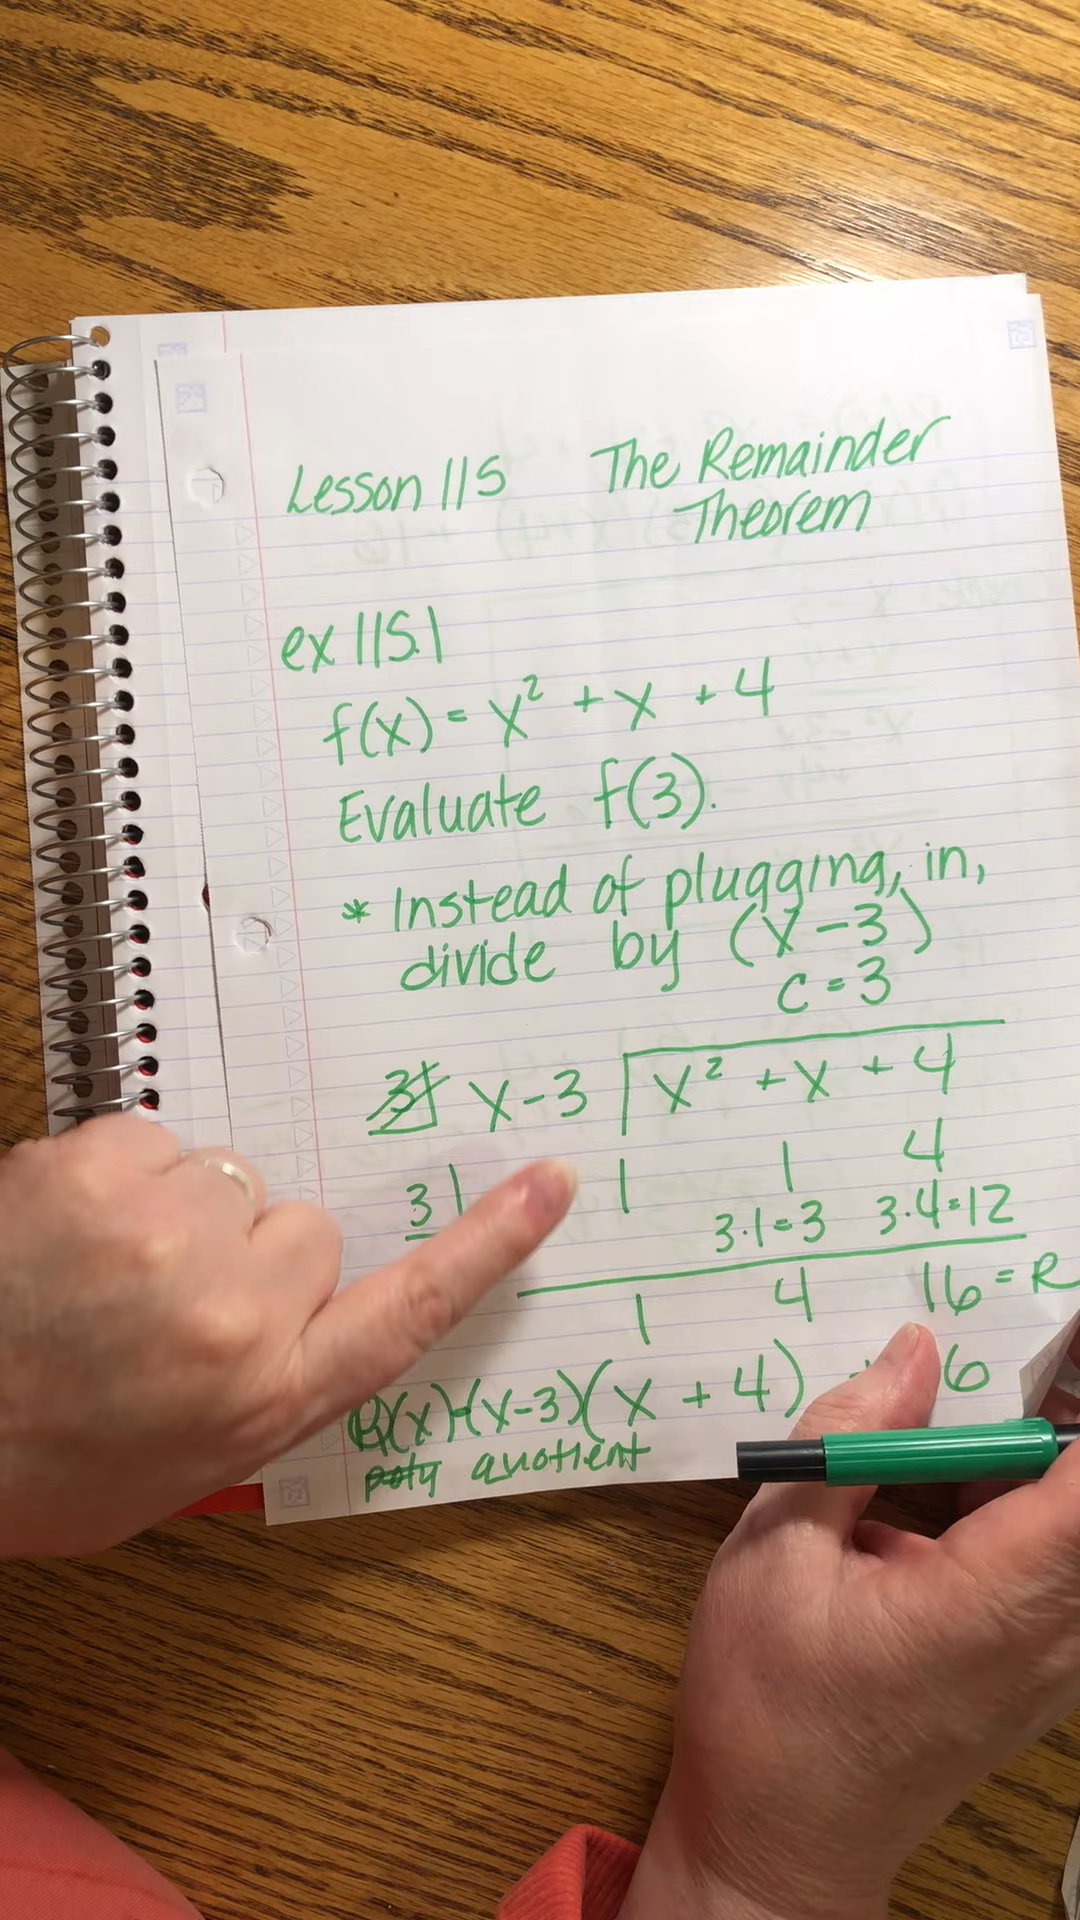 Lesson 115 The Remainder
Theorem
ex 115.1
f(x) = x² + x + 4
Evaluate f(3).
* Instead of plugging, in,
divide by (x-3)
c = 3
x-3 x² + x + 4
3 1 1 4
3·1=3 3·4=12
1 4 16 = R
(x) (x-3)(x + 4) 6
poly quotient